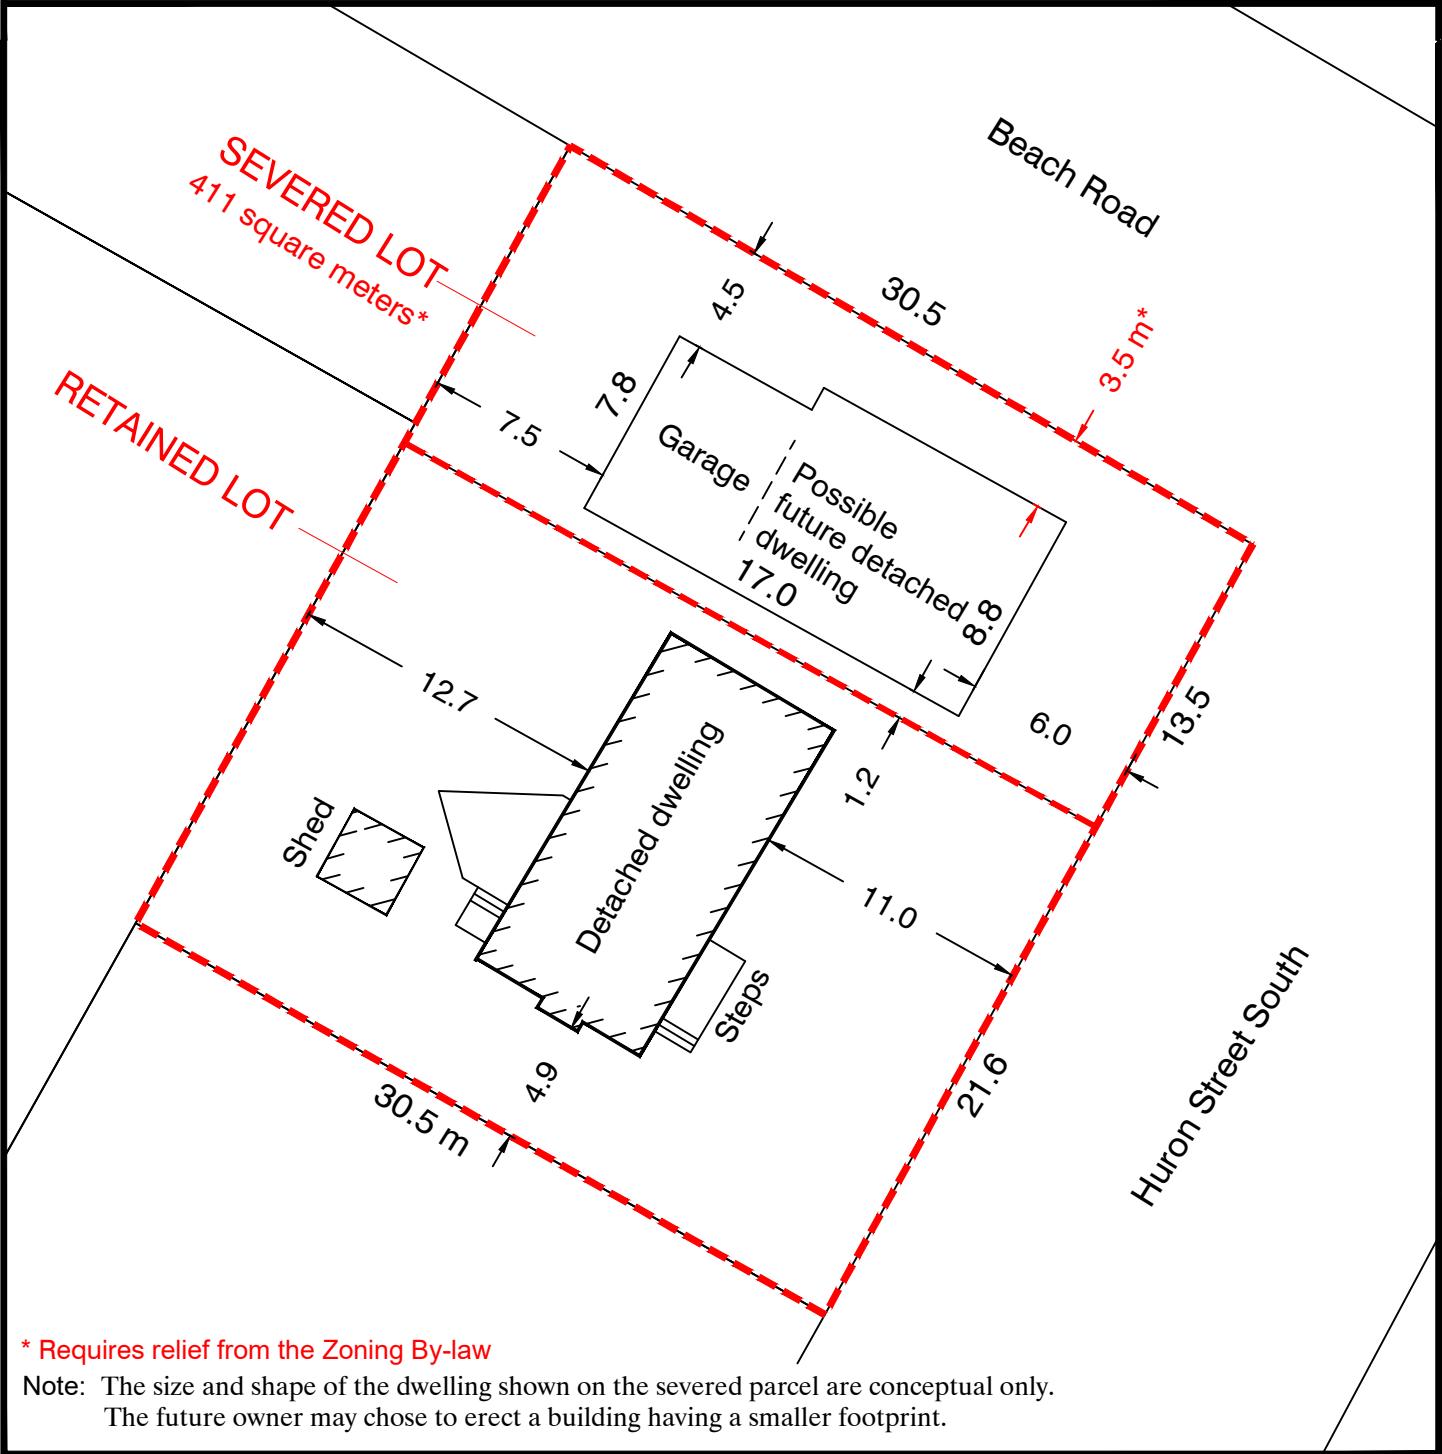 Beach Road
SEVERED LOT
411 square meters*
RETAINED LOT
30.5
4.5
3.5 m*
7.8
7.5
Garage
Possible
future detached
dwelling
17.0
8.8
6.0
13.5
1.2
12.7
Detached dwelling
11.0
Shed
Steps
4.9
30.5 m
21.6
Huron Street South
* Requires relief from the Zoning By-law
Note: The size and shape of the dwelling shown on the severed parcel are conceptual only.
The future owner may chose to erect a building having a smaller footprint.